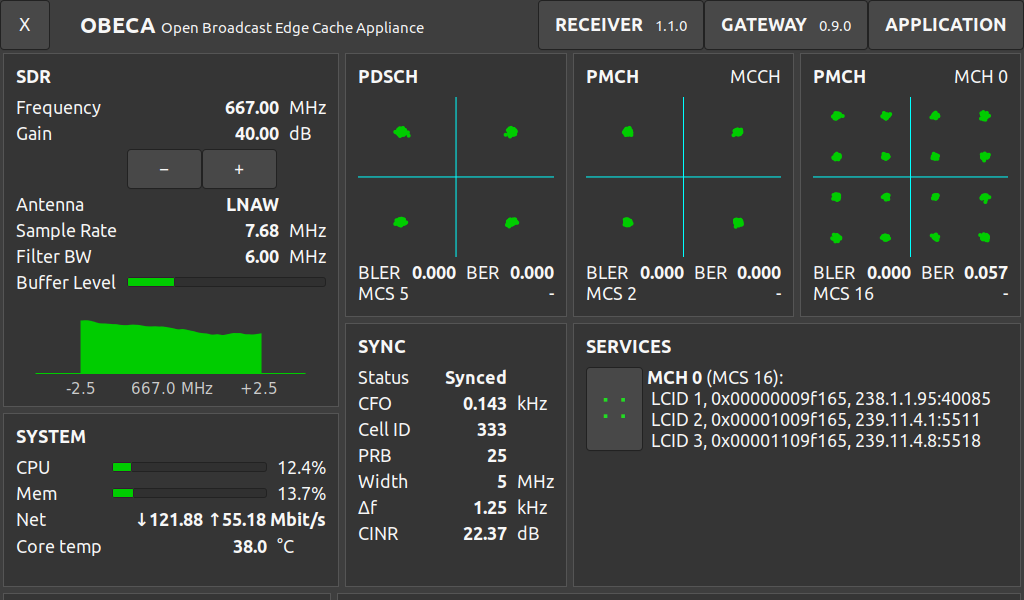 X
OBECA Open Broadcast Edge Cache Appliance
RECEIVER 1.1.0
GATEWAY 0.9.0
APPLICATION
SDR
Frequency 667.00 MHz
Gain 40.00 dB
– +
Antenna LNAW
Sample Rate 7.68 MHz
Filter BW 6.00 MHz
Buffer Level
-2.5 667.0 MHz +2.5
SYSTEM
CPU 12.4%
Mem 13.7%
Net ↓121.88 ↑55.18 Mbit/s
Core temp 38.0 °C
PDSCH
BLER 0.000 BER 0.000
MCS 5 -
PMCH MCCH
BLER 0.000 BER 0.000
MCS 2 -
PMCH MCH 0
BLER 0.000 BER 0.057
MCS 16 -
SYNC
Status Synced
CFO 0.143 kHz
Cell ID 333
PRB 25
Width 5 MHz
Δf 1.25 kHz
CINR 22.37 dB
SERVICES
MCH 0 (MCS 16):
LCID 1, 0x00000009f165, 238.1.1.95:40085
LCID 2, 0x00001009f165, 239.11.4.1:5511
LCID 3, 0x00001109f165, 239.11.4.8:5518